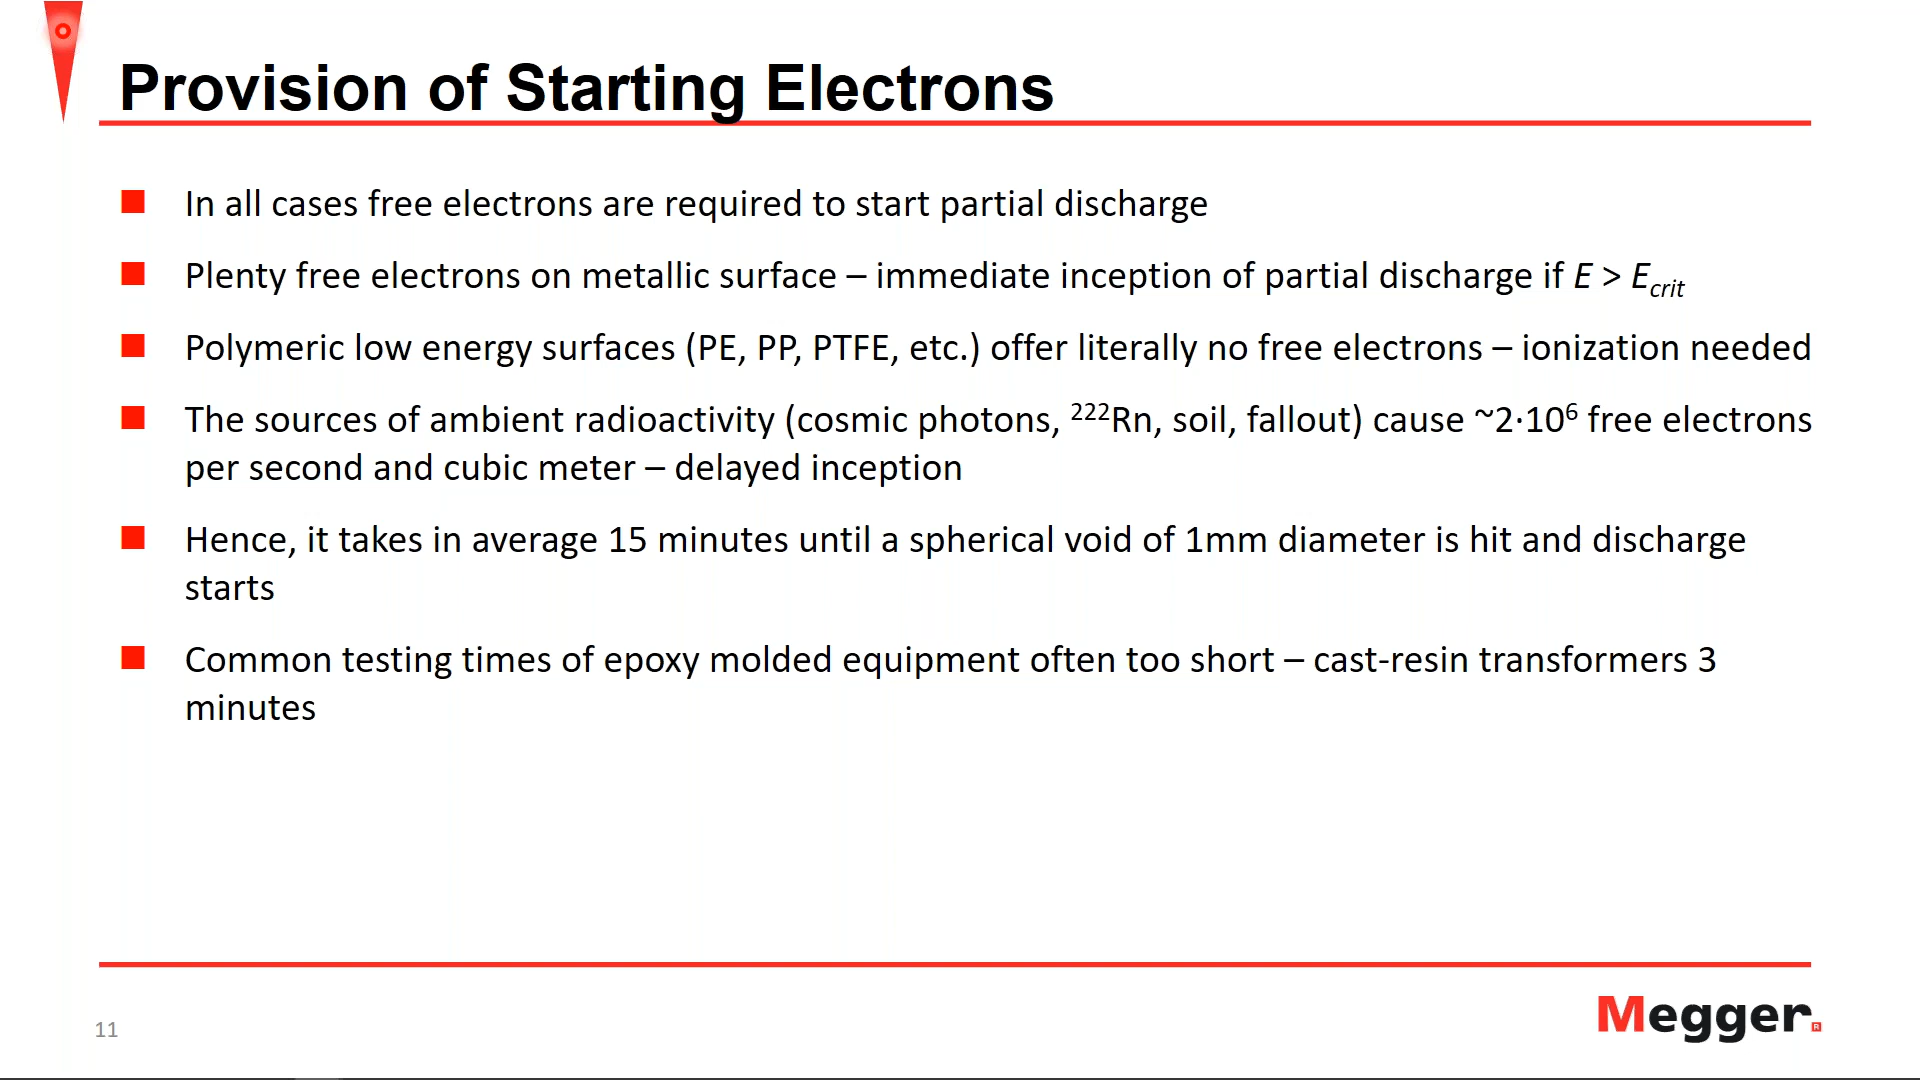 Provision of Starting Electrons
■ In all cases free electrons are required to start partial discharge
■ Plenty free electrons on metallic surface – immediate inception of partial discharge if E > E_crit
■ Polymeric low energy surfaces (PE, PP, PTFE, etc.) offer literally no free electrons – ionization needed
■ The sources of ambient radioactivity (cosmic photons, ²²²Rn, soil, fallout) cause ~2·10⁶ free electrons
per second and cubic meter – delayed inception
■ Hence, it takes in average 15 minutes until a spherical void of 1mm diameter is hit and discharge
starts
■ Common testing times of epoxy molded equipment often too short – cast-resin transformers 3
minutes
11
Megger®